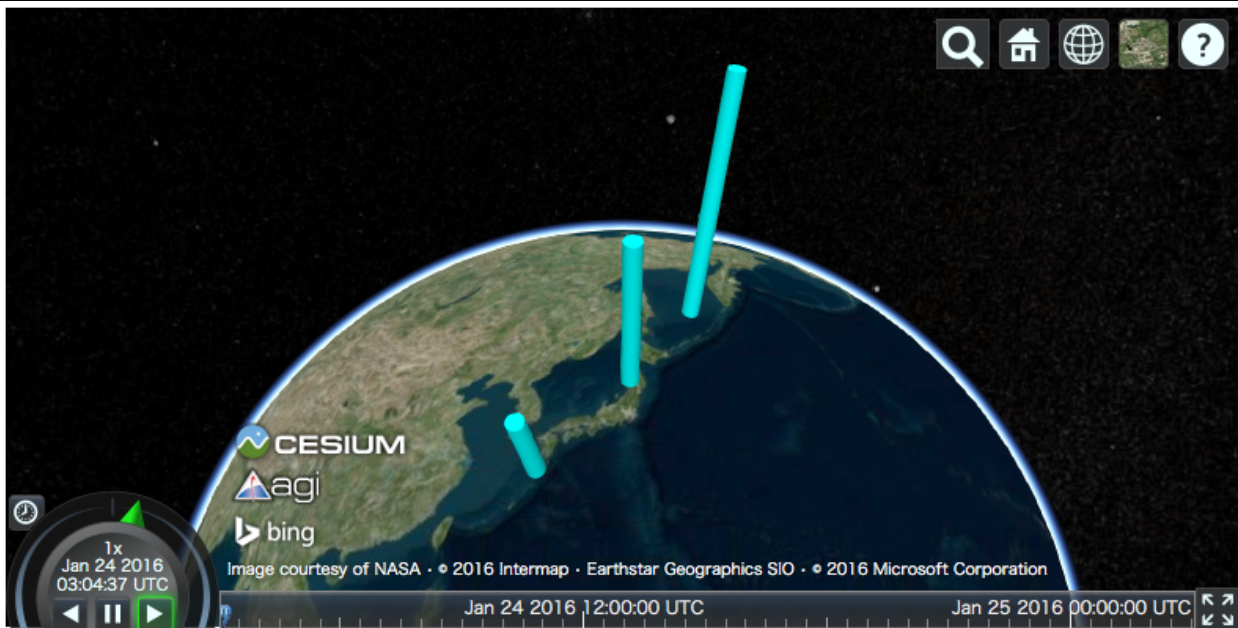 ?
CESIUM
agi
bing
1x
Jan 24 2016
03:04:37 UTC
Image courtesy of NASA · © 2016 Intermap · Earthstar Geographics SIO · © 2016 Microsoft Corporation
Jan 24 2016 12:00:00 UTC
Jan 25 2016 00:00:00 UTC